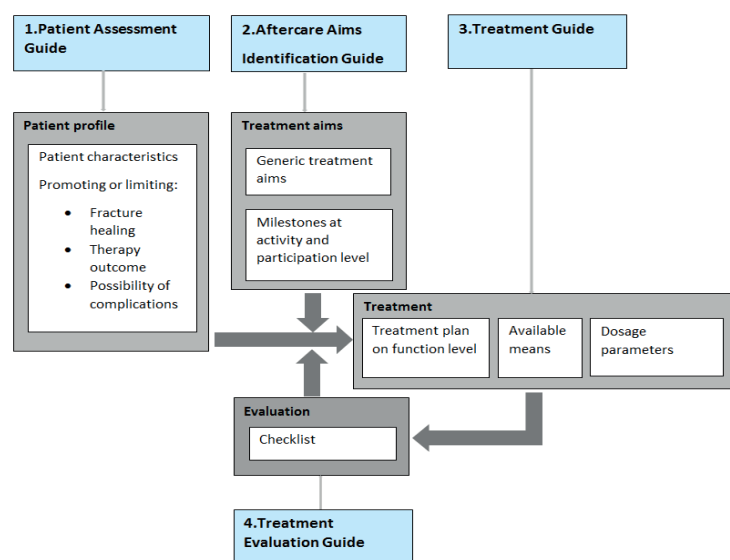 1.Patient Assessment
Guide
2.Aftercare Aims
Identification Guide
3.Treatment Guide
Patient profile
Patient characteristics
Promoting or limiting:
• Fracture
healing
• Therapy
outcome
• Possibility of
complications
Treatment aims
Generic treatment
aims
Milestones at
activity and
participation level
Treatment
Treatment plan
on function level
Available
means
Dosage
parameters
Evaluation
Checklist
4.Treatment
Evaluation Guide